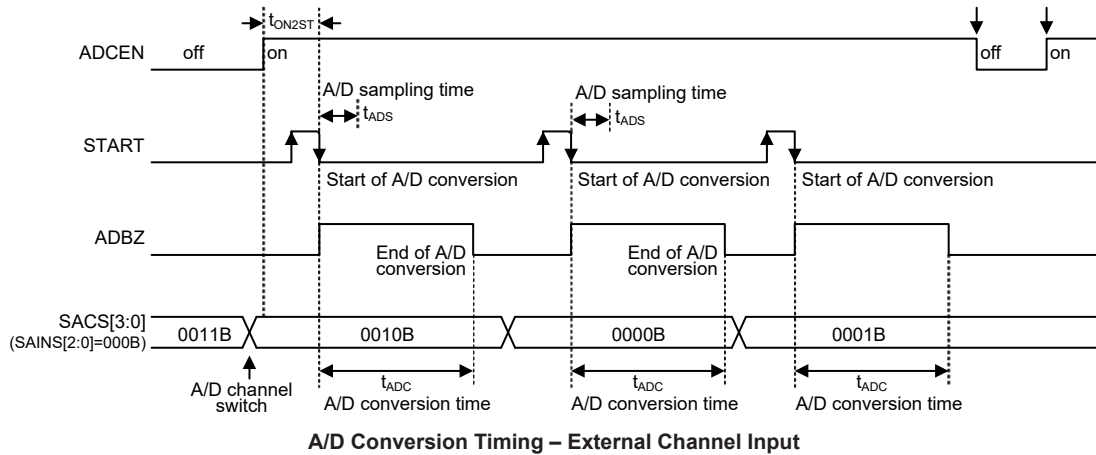 tON2ST
ADCEN
off
on
off
on
A/D sampling time
tADS
A/D sampling time
tADS
START
Start of A/D conversion
Start of A/D conversion
Start of A/D conversion
ADBZ
End of A/D
conversion
End of A/D
conversion
SACS[3:0]
(SAINS[2:0]=000B)
0011B
0010B
0000B
0001B
A/D channel
switch
tADC
A/D conversion time
tADC
A/D conversion time
tADC
A/D conversion time
A/D Conversion Timing – External Channel Input